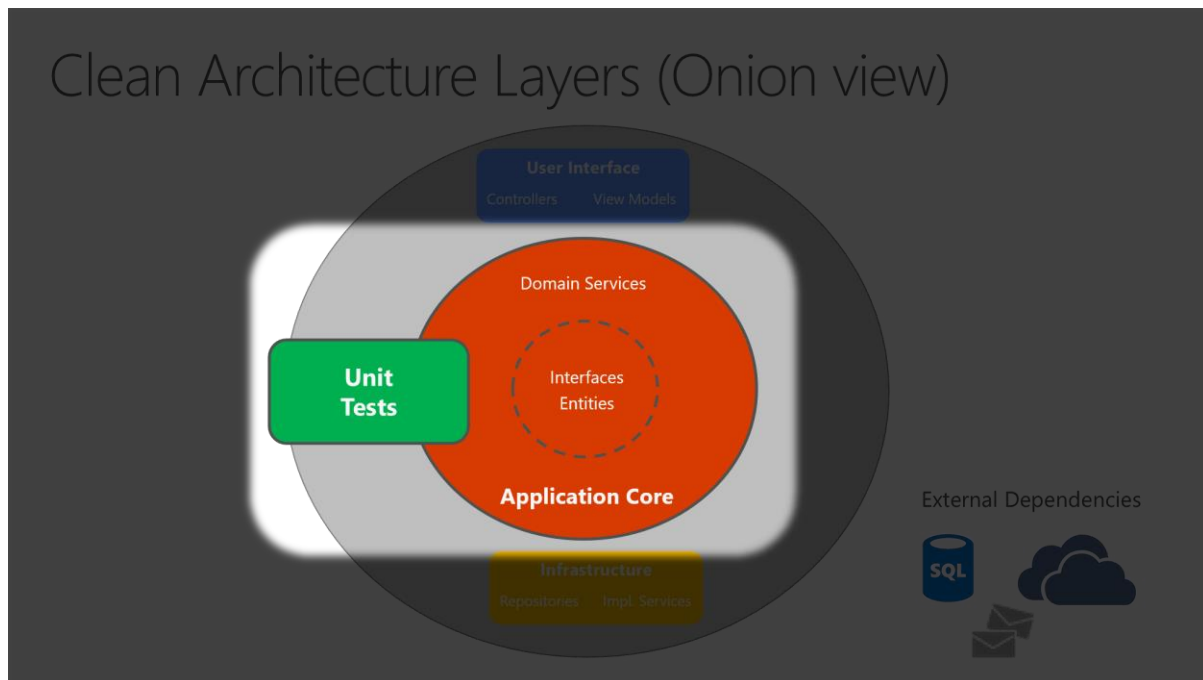 Clean Architecture Layers (Onion view)
User Interface
Controllers View Models
Domain Services
Interfaces
Entities
Unit
Tests
Application Core
Infrastructure
Repositories Impl. Services
External Dependencies
SQL